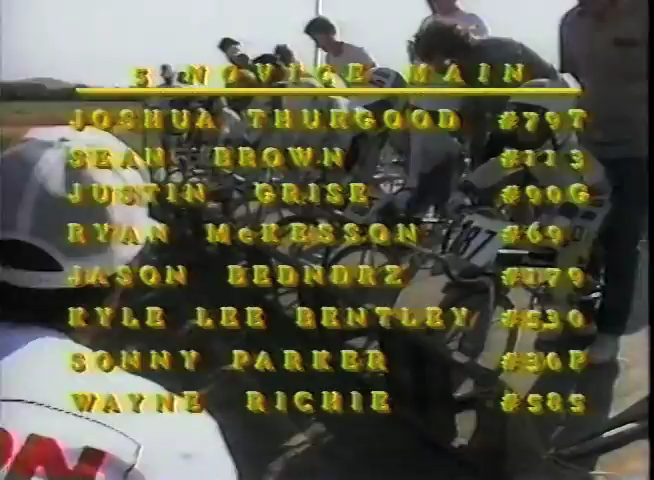 5 NOVICE MAIN
JOSHUA THURGOOD #797
SEAN BROWN #113
JUSTIN GRISE #90G
RYAN McKESSON #69
JASON BEDNORZ #179
KYLE LEE BENTLEY #530
SONNY PARKER #36P
WAYNE RICHIE #585
187